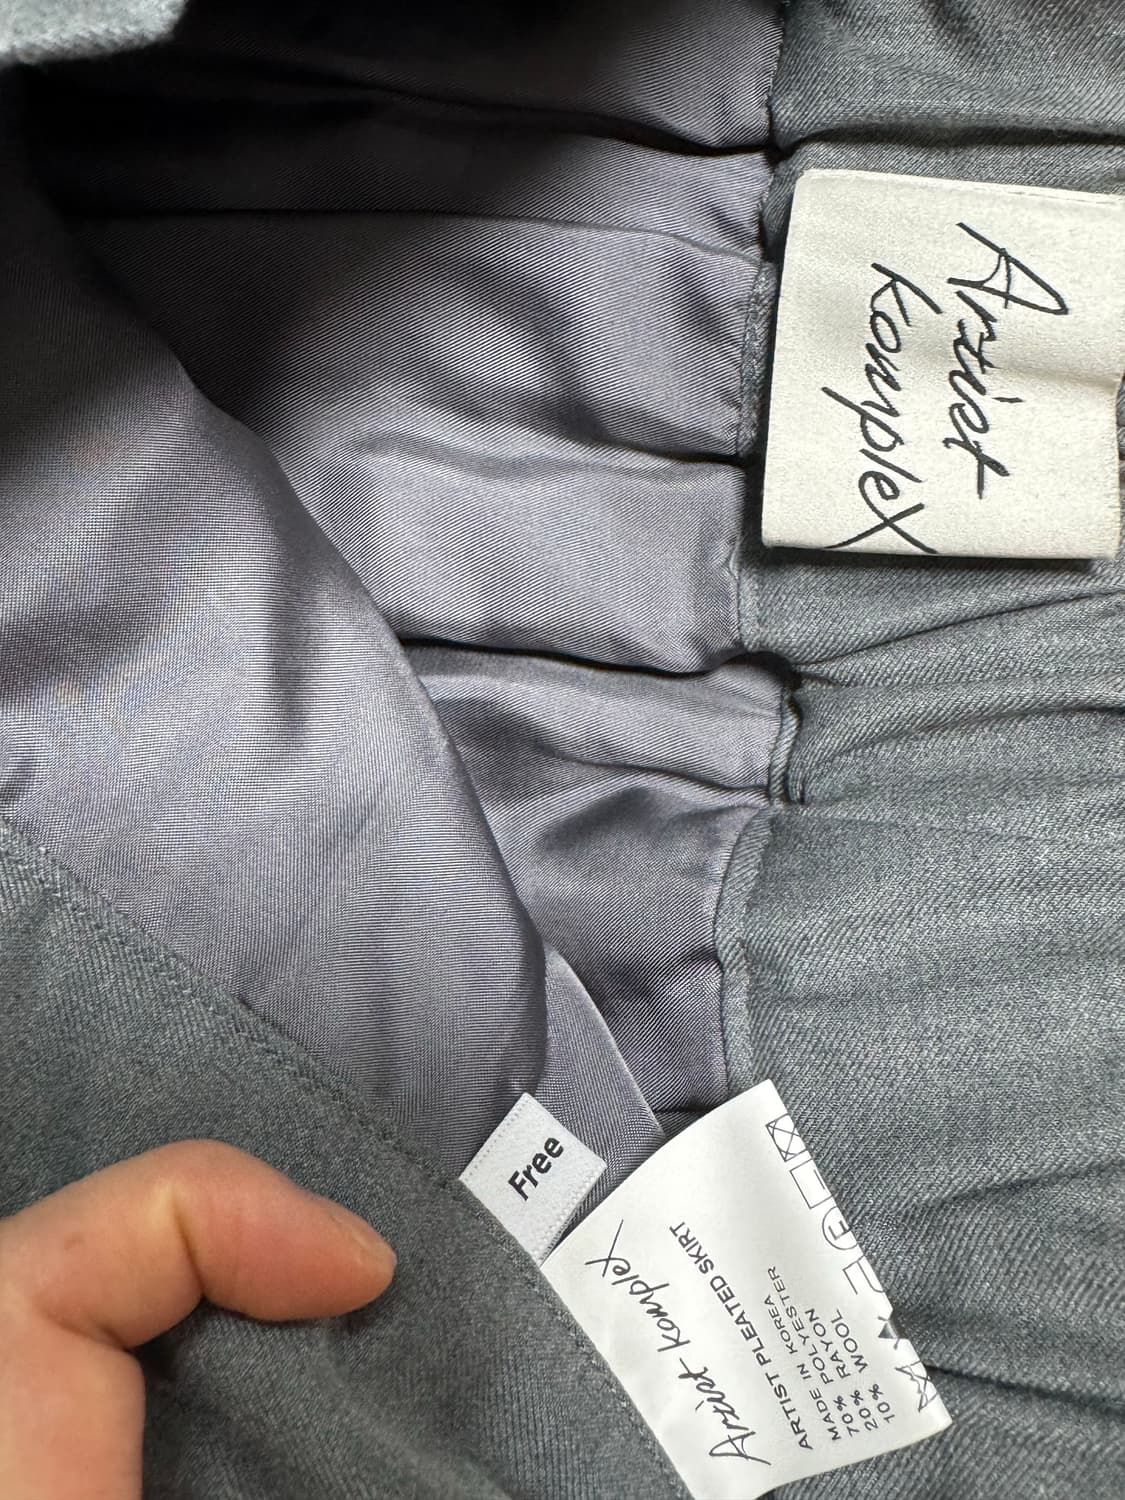 Artist
Komplex
Free
Artist Komplex
ARTIST PLEATED SKIRT
MADE IN KOREA
70% POLYESTER
20% RAYON
10% WOOL